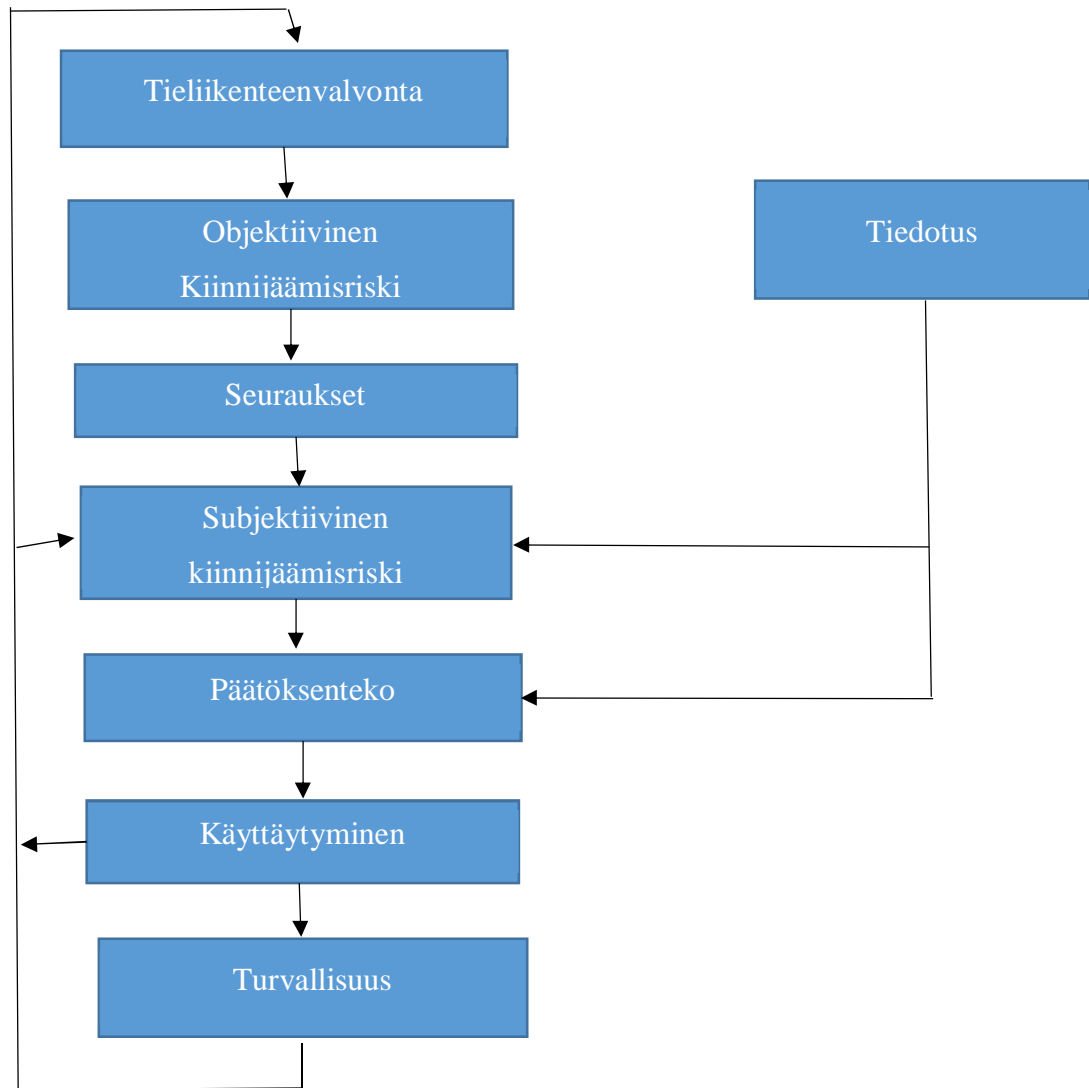 Tieliikenteenvalvonta
Objektiivinen
Kiinnijäämisriski
Tiedotus
Seuraukset
Subjektiivinen
kiinnijäämisriski
Päätöksenteko
Käyttäytyminen
Turvallisuus